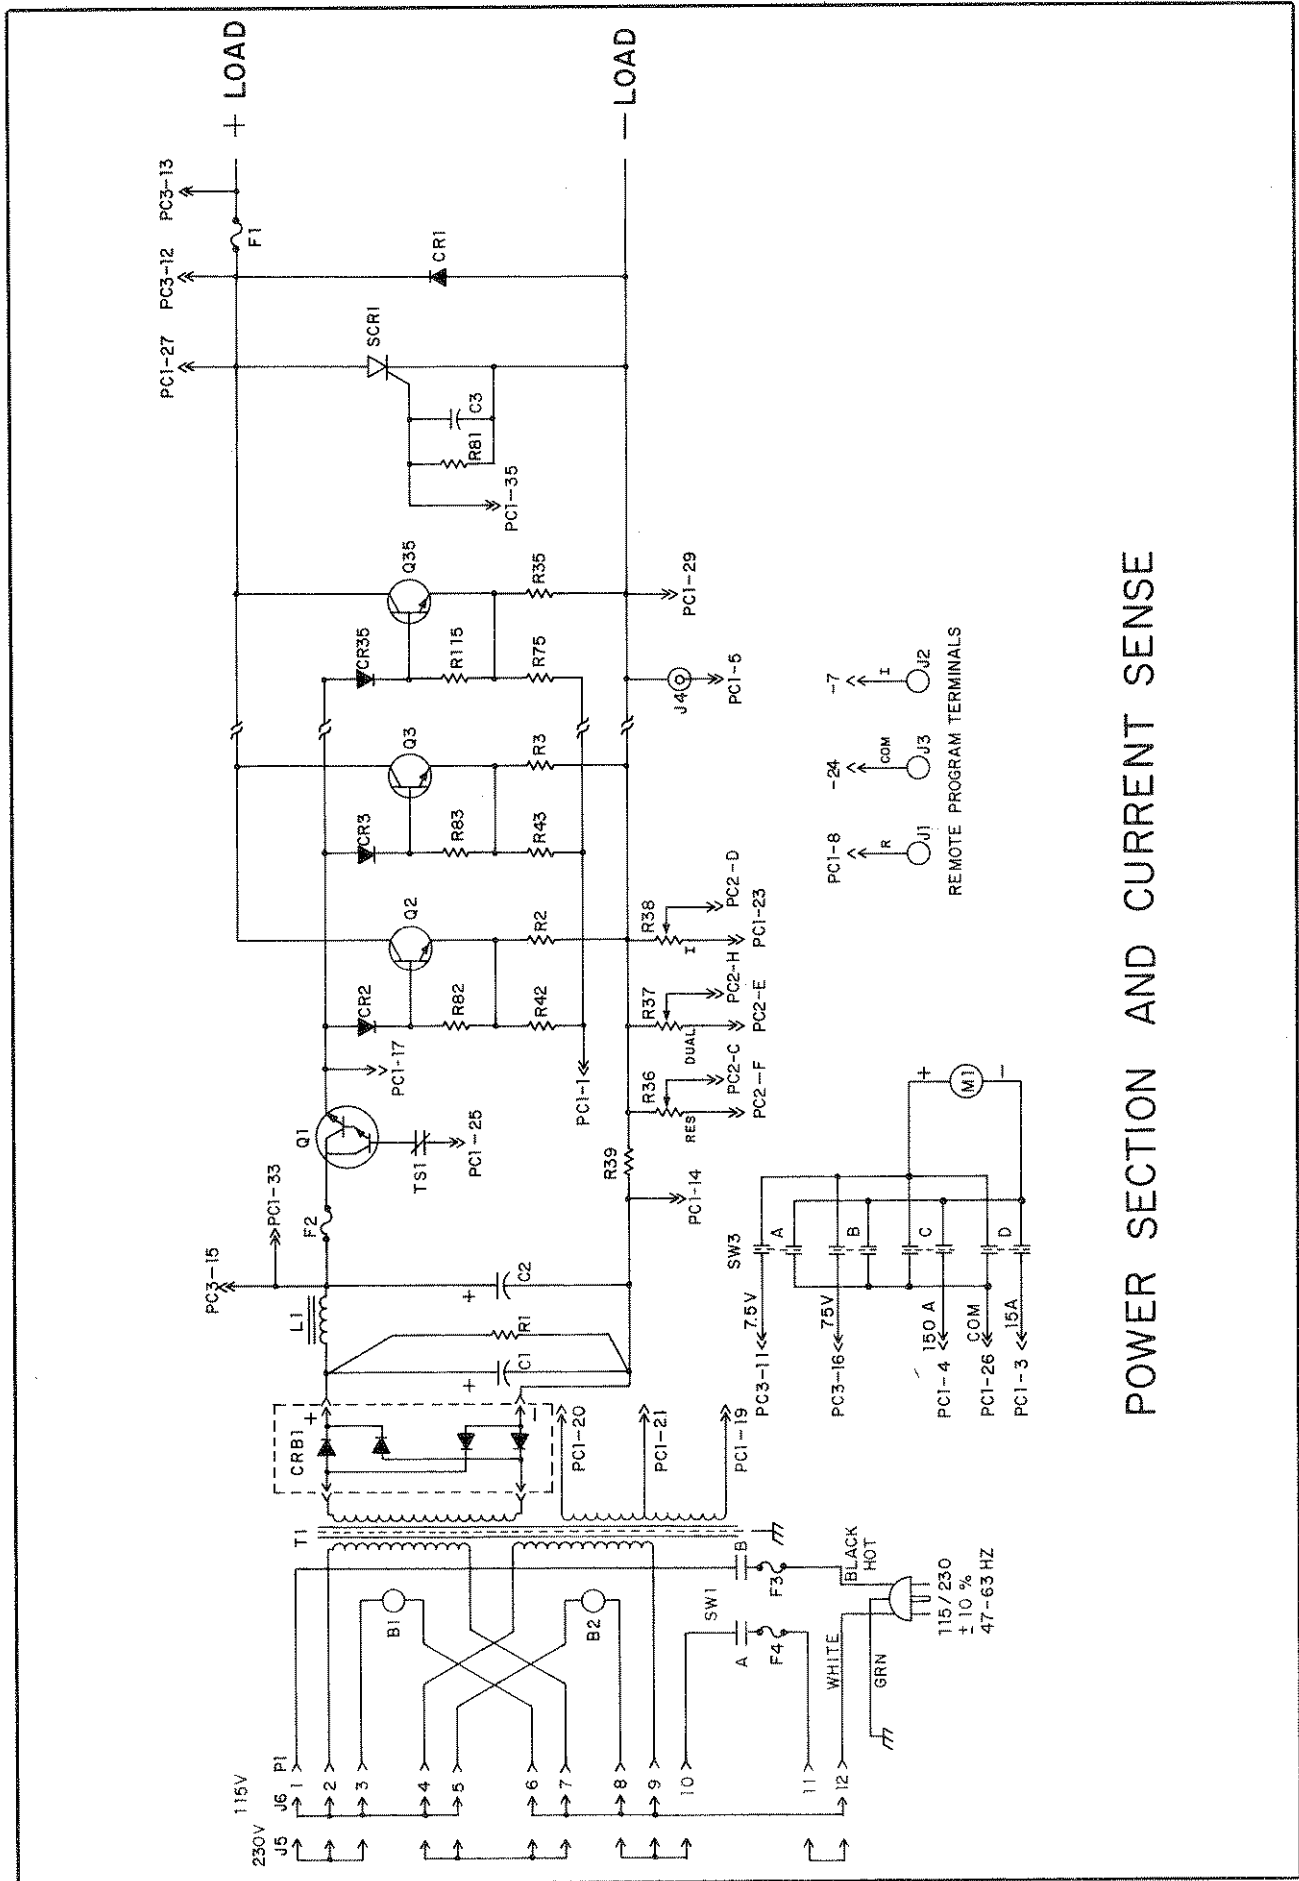 + LOAD
PC3-13
F1
PC3-12
CR1
PC1-27
SCR1
C3
R81
PC1-35
− LOAD
Q35
CR35
R115
R35
R75
PC1-29
J4
PC1-5
Q3
CR3
R83
R3
R43
Q2
CR2
R82
R2
R42
PC1-17
PC1-1
Q1
TS1
PC1-25
R38
I
PC2-D
PC1-23
R37
DUAL
PC2-H
PC2-E
R36
RES
PC2-C
PC2-F
R39
PC1-14
-7
I
J2
-24
COM
J3
PC1-8
R
J1
REMOTE PROGRAM TERMINALS
PC1-33
F2
PC3-15
L1
+
C2
R1
+
C1
CRB1
+
−
PC1-20
PC1-21
PC1-19
T1
SW3
A
B
C
D
+
M1
−
PC3-11
7.5V
PC3-16
75V
PC1-4
150 A
PC1-26
COM
PC1-3
15A
B1
B2
SW1
B
A
F3
F4
BLACK
HOT
WHITE
GRN
115/230
±10 %
47-63 HZ
115V
230V
J5
J6
P1
1
2
3
4
5
6
7
8
9
10
11
12
POWER SECTION AND CURRENT SENSE